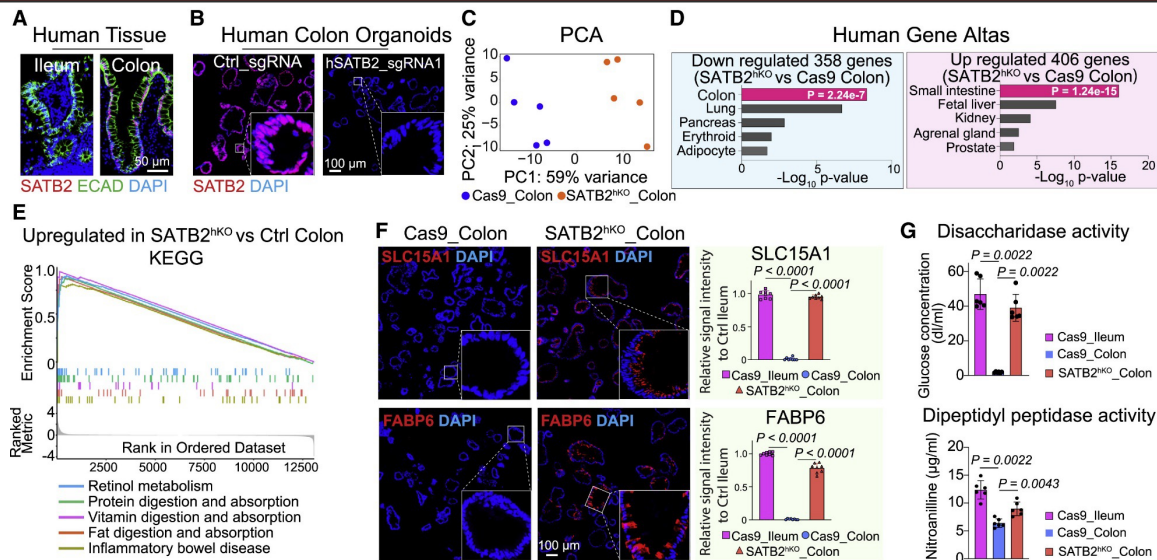 A
Human Tissue
Ileum
Colon
50 µm
SATB2 ECAD DAPI
B
Human Colon Organoids
Ctrl_sgRNA
hSATB2_sgRNA1
100 µm
SATB2 DAPI
C
PCA
PC2; 25% variance
10
5
0
−5
−10
−10
0
10
PC1: 59% variance
Cas9_Colon
SATB2hKO_Colon
D
Human Gene Altas
Down regulated 358 genes
(SATB2hKO vs Cas9 Colon)
Colon
P = 2.24e-7
Lung
Pancreas
Erythroid
Adipocyte
0
5
10
-Log10 p-value
Up regulated 406 genes
(SATB2hKO vs Cas9 Colon)
Small intestine
P = 1.24e-15
Fetal liver
Kidney
Agrenal gland
Prostate
0
5
10
15
20
-Log10 p-value
E
Upregulated in SATB2hKO vs Ctrl Colon
KEGG
Enrichment Score
1.0
0.5
0
Ranked
Metric
4
0
-4
Rank in Ordered Dataset
2500
5000
7500
10000
12500
Retinol metabolism
Protein digestion and absorption
Vitamin digestion and absorption
Fat digestion and absorption
Inflammatory bowel disease
F
Cas9_Colon
SATB2hKO_Colon
SLC15A1 DAPI
SLC15A1 DAPI
SLC15A1
Relative signal intensity
to Ctrl Ileum
P < 0.0001
P < 0.0001
1.0
0.5
0
Cas9_Ileum
Cas9_Colon
SATB2hKO_Colon
FABP6 DAPI
FABP6 DAPI
100 µm
FABP6
Relative signal intensity
to Ctrl Ileum
P < 0.0001
P < 0.0001
1.0
0.5
0
Cas9_Ileum
Cas9_Colon
SATB2hKO_Colon
G
Disaccharidase activity
Glucose concentration
(dl/ml)
P = 0.0022
P = 0.0022
60
40
20
0
Cas9_Ileum
Cas9_Colon
SATB2hKO_Colon
Dipeptidyl peptidase activity
Nitroanilline (µg/ml)
20
15
10
5
0
P = 0.0022
P = 0.0043
Cas9_Ileum
Cas9_Colon
SATB2hKO_Colon